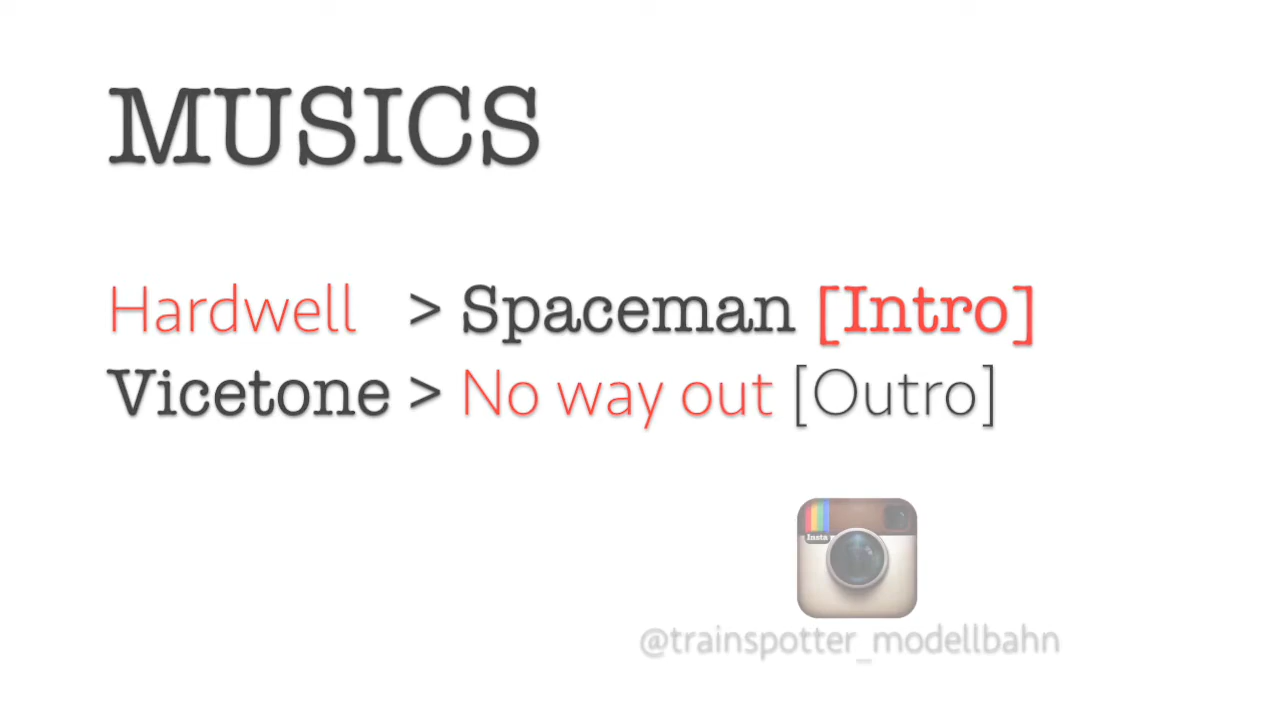 MUSICS
Hardwell > Spaceman [Intro]
Vicetone > No way out [Outro]
Insta
@trainspotter_modellbahn